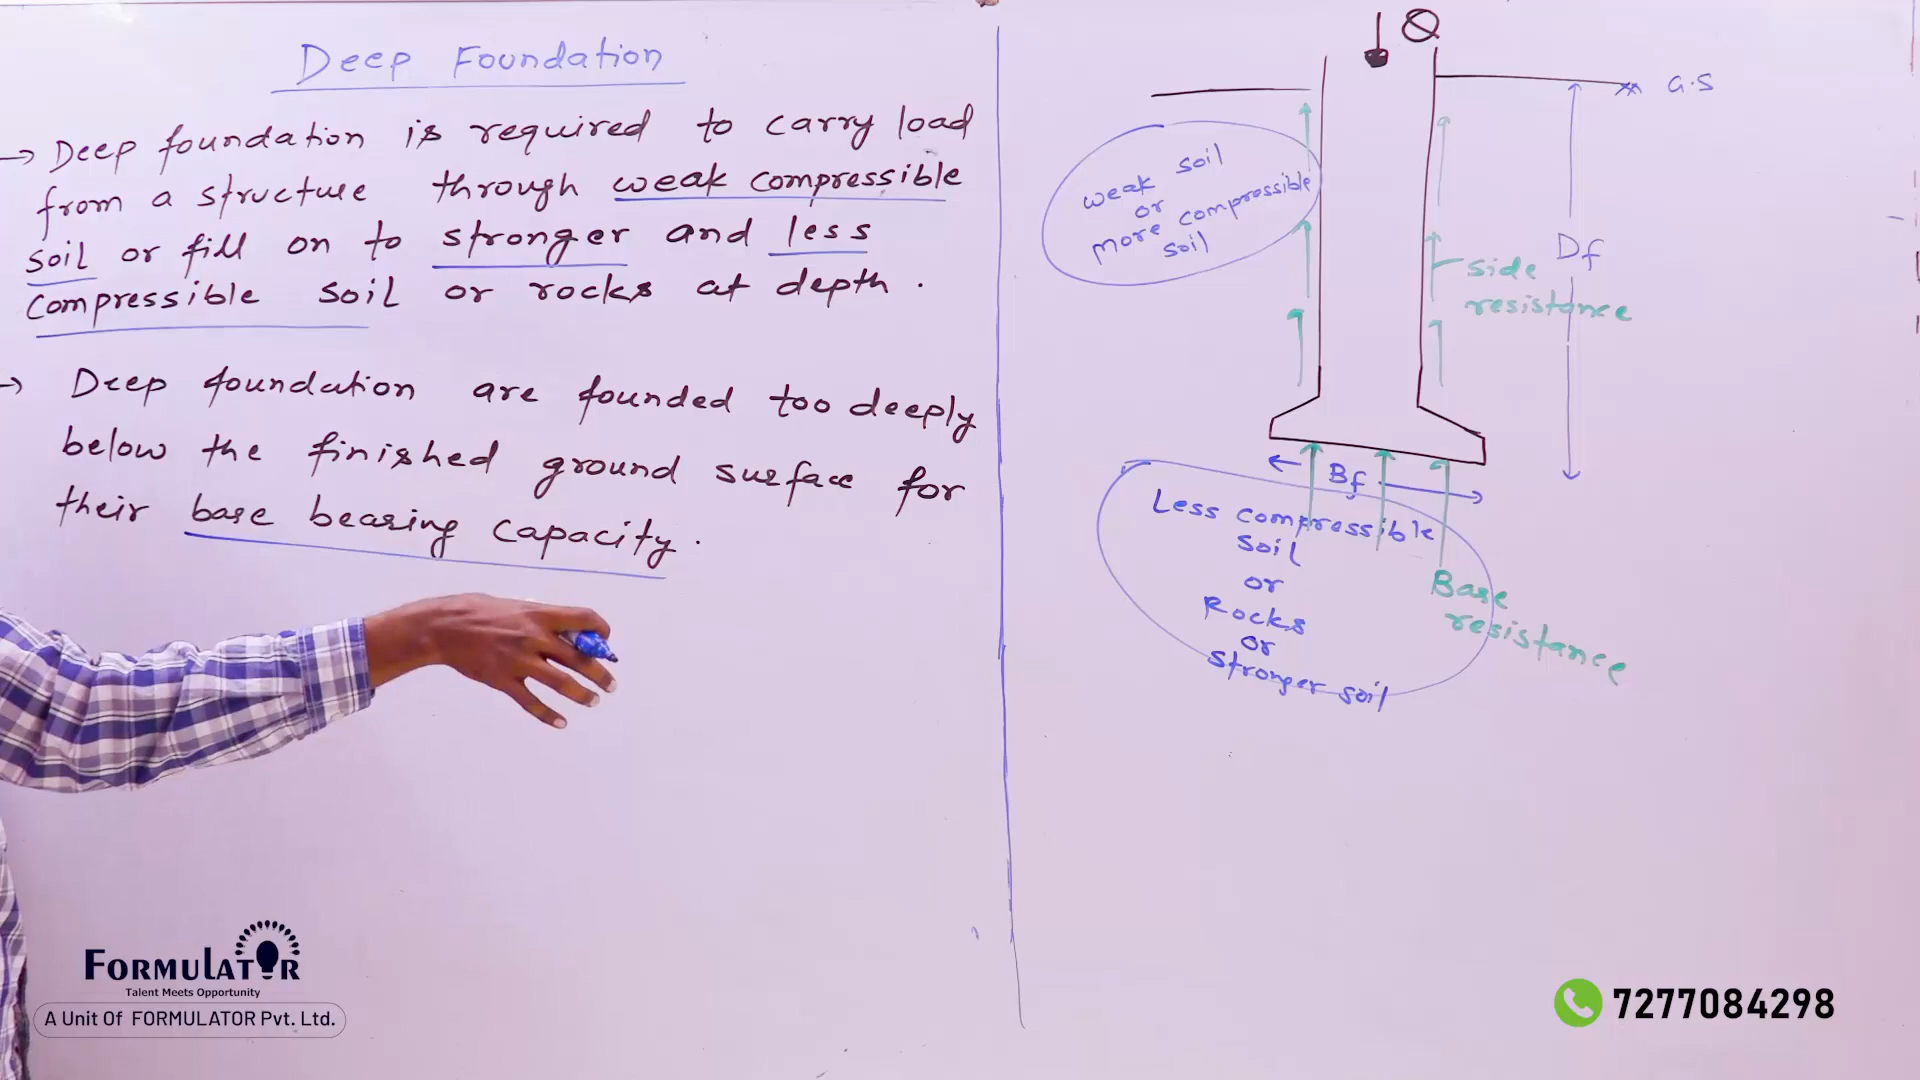 Deep Foundation
→ Deep foundation is required to carry load
from a structure through weak compressible
soil or fill on to stronger and less
compressible soil or rocks at depth.
→ Deep foundation are founded too deeply
below the finished ground surface for
their base bearing capacity.
Q
G.S
weak soil
or
more compressible
soil
Df
side
resistance
Bf
Less compressible
soil
or
Rocks
or
stronger soil
Base
resistance
FORMULATOR
Talent Meets Opportunity
A Unit Of FORMULATOR Pvt. Ltd.
7277084298